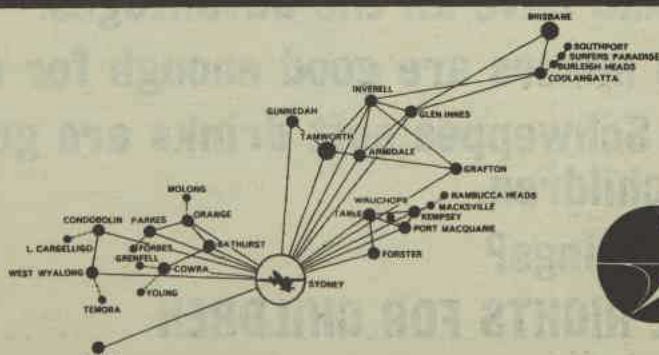 BRISBANE
SOUTHPORT
SURFERS PARADISE
BURLEIGH HEADS
COOLANGATTA
INVERELL
GUNNEDAH
GLEN INNES
TAMWORTH
ARMIDALE
GRAFTON
MOLONG
NAMBUCCA HEADS
WAUCHOPE
MACKSVILLE
CONDOBOLIN
PARKES
ORANGE
TAREE
KEMPSEY
PORT MACQUARIE
L. CARGELLIGO
FORBES
BATHURST
GRENFELL
FORSTER
WEST WYALONG
COWRA
SYDNEY
YOUNG
TEMORA
are good enough for
Schweppes
drinks are
RIGHTS FOR CHILDREN